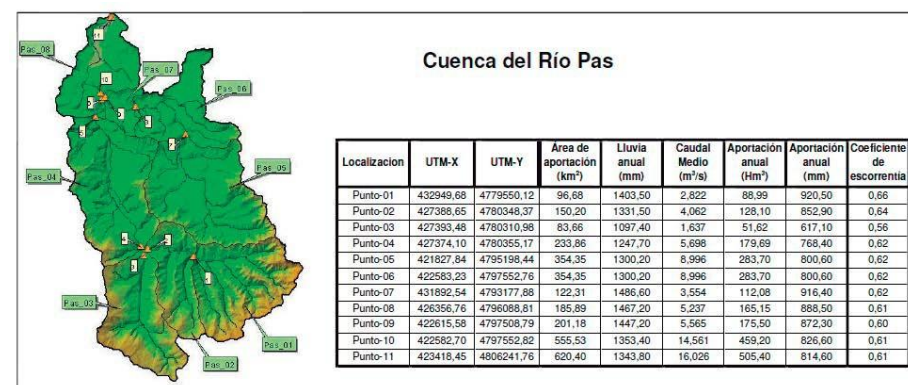 Cuenca del Río Pas
Pas_08
Pas_07
Pas_06
Pas_05
Pas_04
Pas_03
Pas_02
Pas_01
11
10
Localizacion UTM-X UTM-Y Área de aportación (km²) Lluvia anual (mm) Caudal Medio (m³/s) Aportación anual (Hm³) Aportación anual (mm) Coeficiente de escorrentía
Punto-01 432949,68 4779550,12 96,68 1403,50 2,822 88,99 920,50 0,66
Punto-02 427388,65 4780348,37 150,20 1331,50 4,062 128,10 852,90 0,64
Punto-03 427393,48 4780310,98 83,66 1097,40 1,637 51,62 617,10 0,56
Punto-04 427374,10 4780355,17 233,86 1247,70 5,698 179,69 768,40 0,62
Punto-05 421827,84 4795198,44 354,35 1300,20 8,996 283,70 800,60 0,62
Punto-06 422583,23 4797552,76 354,35 1300,20 8,996 283,70 800,60 0,62
Punto-07 431892,54 4793177,88 122,31 1486,60 3,554 112,08 916,40 0,62
Punto-08 426356,76 4796088,81 185,89 1467,20 5,237 165,15 888,50 0,61
Punto-09 422615,58 4797508,79 201,18 1447,20 5,565 175,50 872,30 0,60
Punto-10 422582,70 4797552,82 555,53 1353,40 14,561 459,20 826,60 0,61
Punto-11 423418,45 4806241,76 620,40 1343,80 16,026 505,40 814,60 0,61